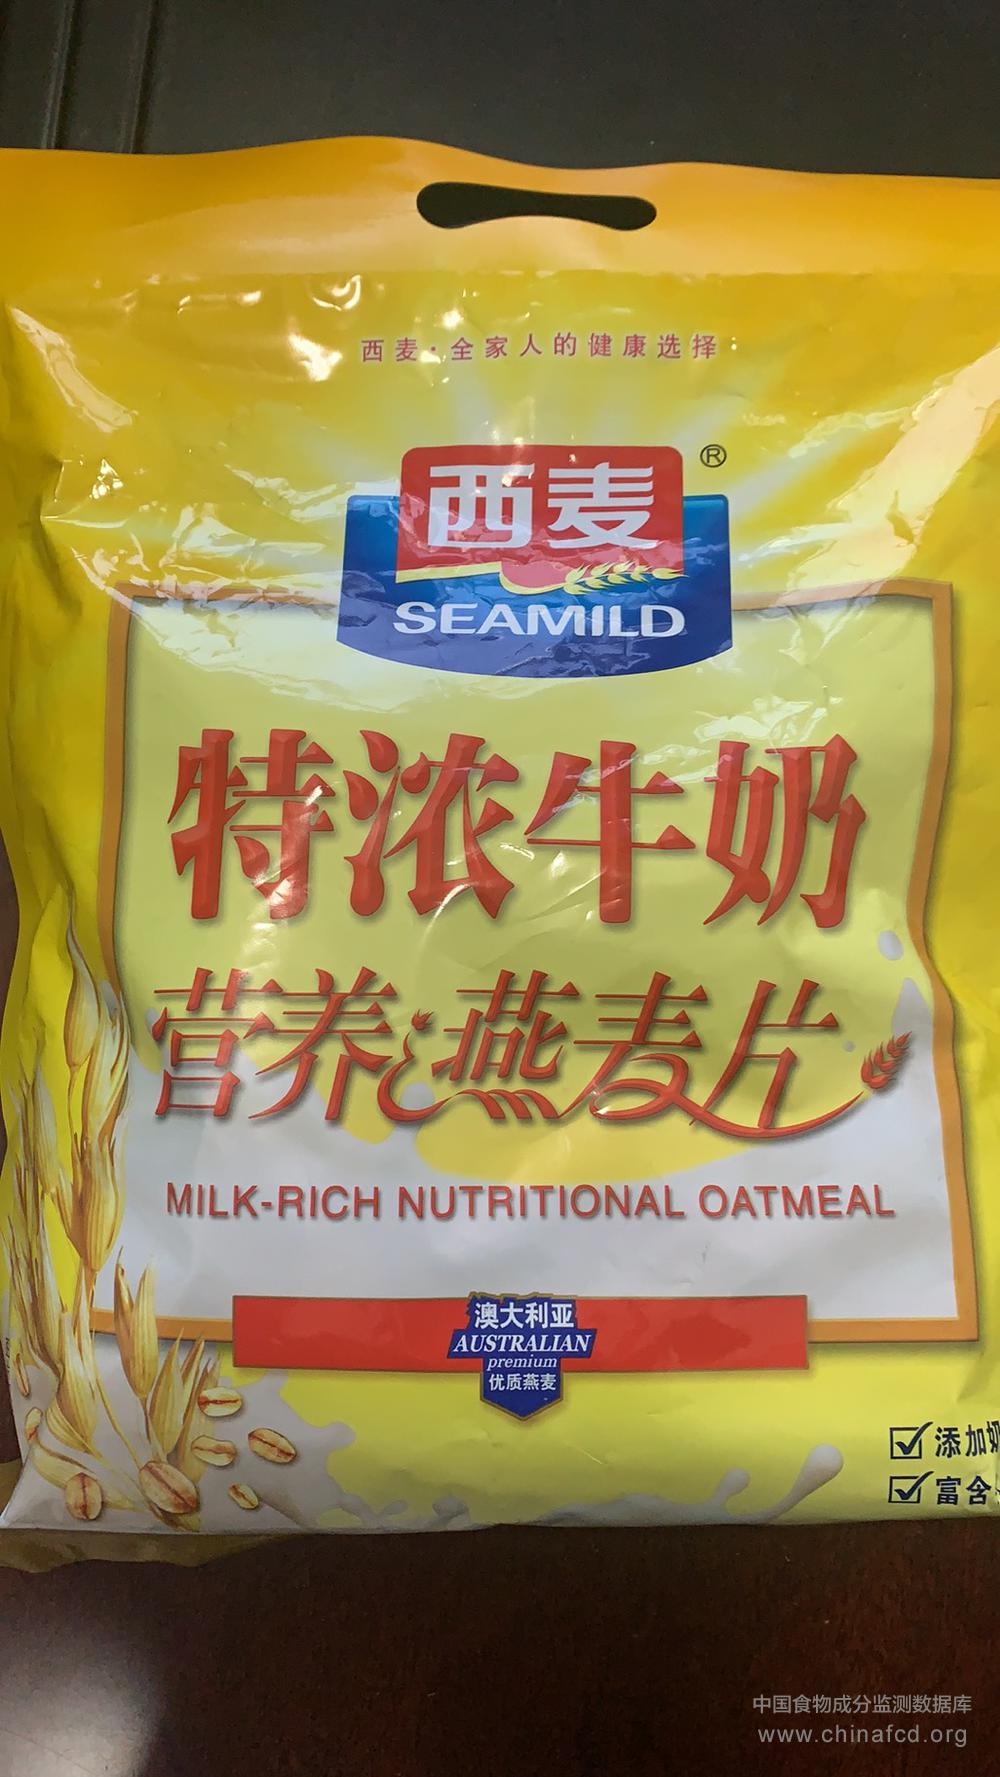 西麦·全家人的健康选择
西麦®
SEAMILD
特浓牛奶
营养燕麦片
MILK-RICH NUTRITIONAL OATMEAL
澳大利亚
AUSTRALIAN
premium
优质燕麦
添加奶
富含
中国食物成分监测数据库
www.chinafcd.org